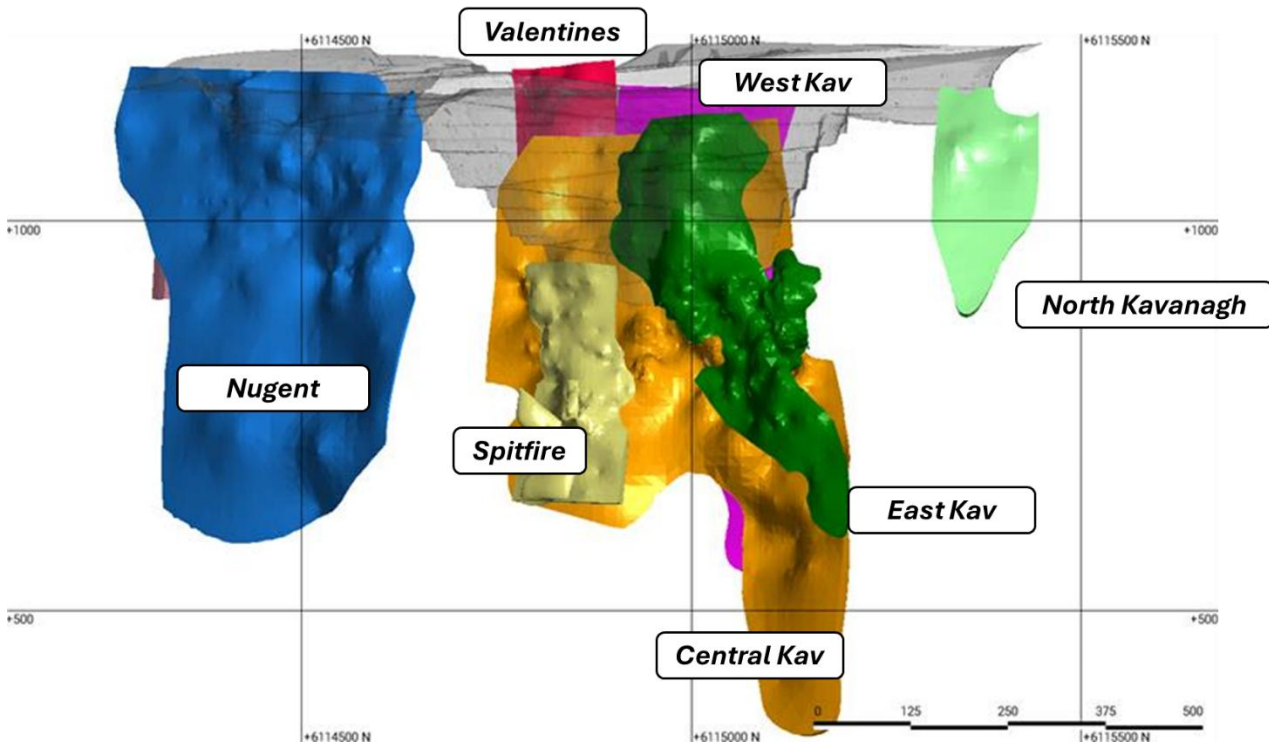 Valentines
+6114500 N
+6115000 N
+6115500 N
West Kav
+1000
+1000
North Kavanagh
Nugent
Spitfire
East Kav
+500
+500
Central Kav
0
125
250
375
500
+6114500 N
+6115000 N
+6115500 N